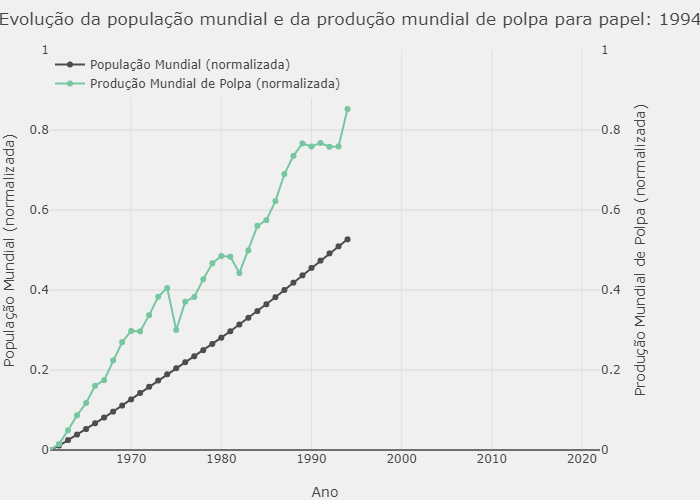 Evolução da população mundial e da produção mundial de polpa para papel: 1994
População Mundial (normalizada)
Produção Mundial de Polpa (normalizada)
População Mundial (normalizada)
1
0.8
0.6
0.4
0.2
0
1
0.8
0.6
0.4
0.2
0
Produção Mundial de Polpa (normalizada)
1970 1980 1990 2000 2010 2020
Ano